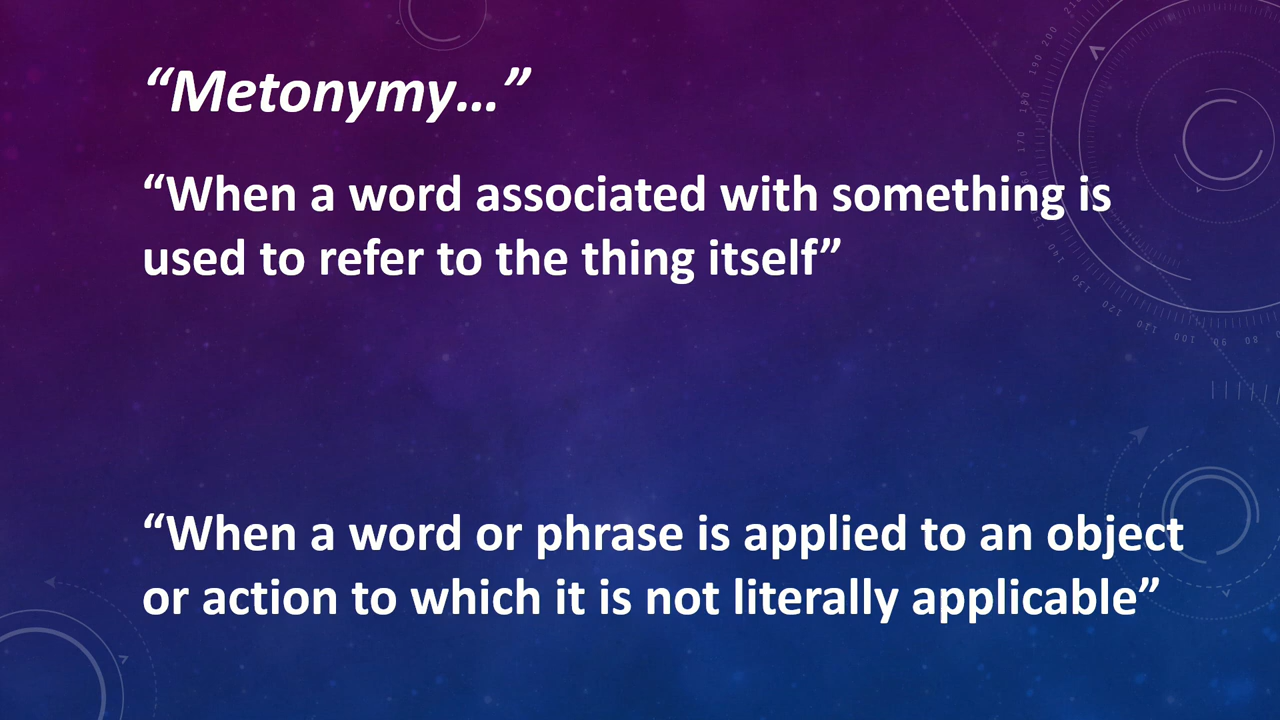 “Metonymy...”
“When a word associated with something is
used to refer to the thing itself”
“When a word or phrase is applied to an object
or action to which it is not literally applicable”